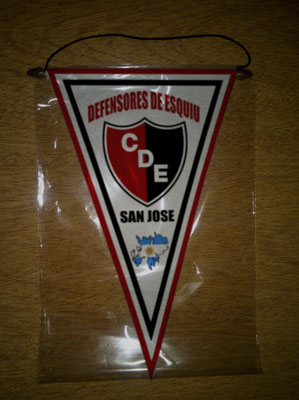 DEFENSORES DE ESQUIU
CDE
SAN JOSE